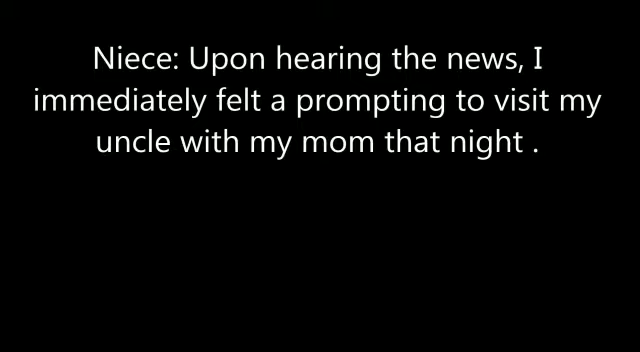 Niece: Upon hearing the news, I
immediately felt a prompting to visit my
uncle with my mom that night .